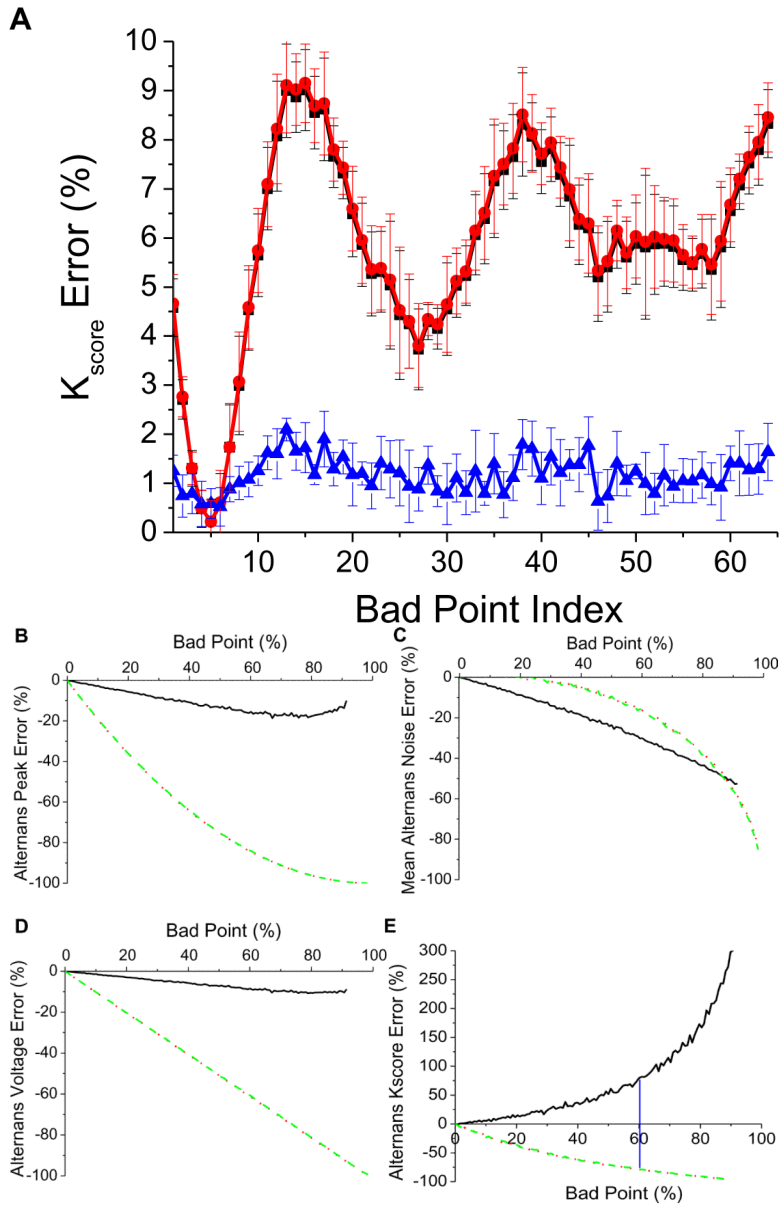 A
K_score Error (%)
10
9
8
7
6
5
4
3
2
1
0
10 20 30 40 50 60
Bad Point Index
B
Bad Point (%)
0 20 40 60 80 100
Alternans Peak Error (%)
0
-20
-40
-60
-80
-100
C
Bad Point (%)
0 20 40 60 80 100
Mean Alternans Noise Error (%)
0
-20
-40
-60
-80
-100
D
Bad Point (%)
0 20 40 60 80 100
Alternans Voltage Error (%)
0
-20
-40
-60
-80
-100
E
Alternans Kscore Error (%)
300
250
200
150
100
50
0
-50
-100
0 20 40 60 80 100
Bad Point (%)